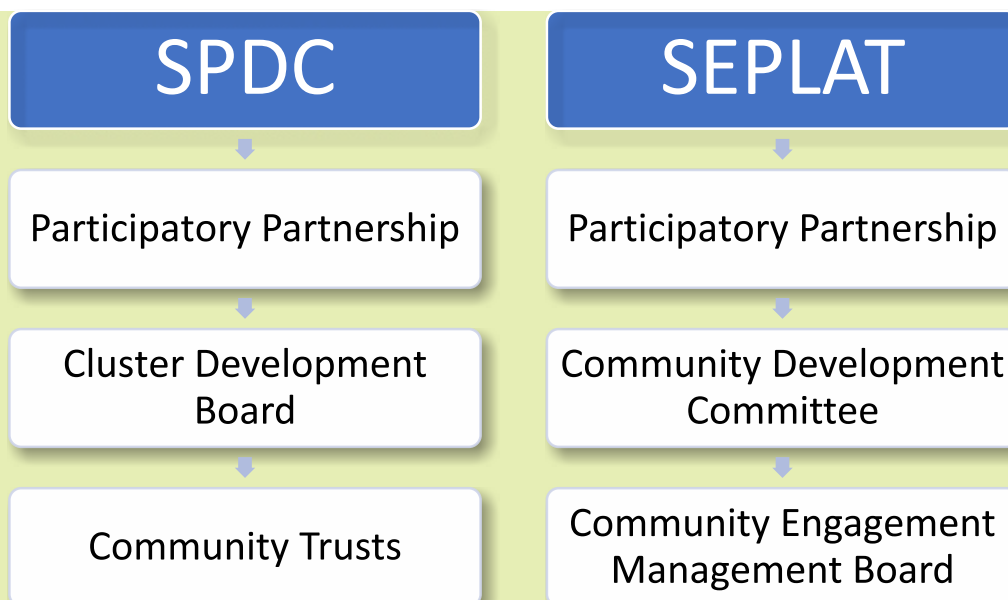 SPDC
Participatory Partnership
Cluster Development
Board
Community Trusts
SEPLAT
Participatory Partnership
Community Development
Committee
Community Engagement
Management Board